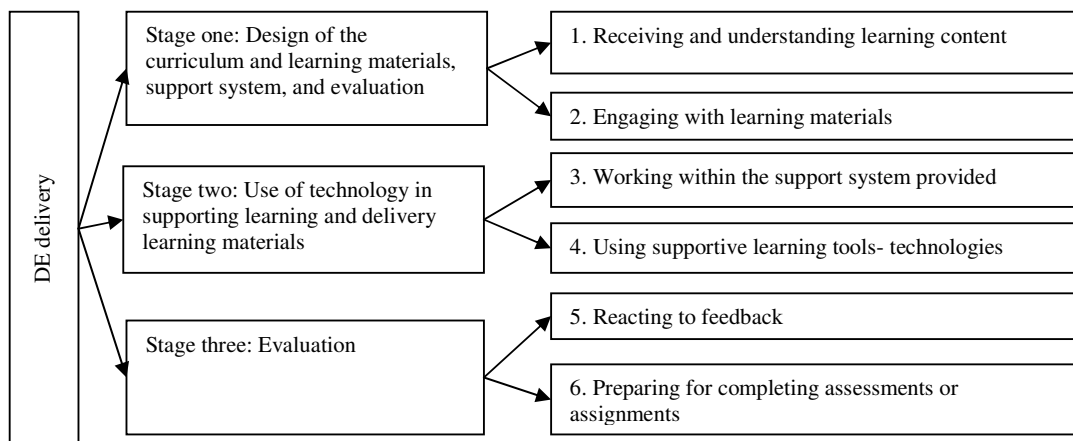 DE delivery
Stage one: Design of the
curriculum and learning materials,
support system, and evaluation
1. Receiving and understanding learning content
2. Engaging with learning materials
Stage two: Use of technology in
supporting learning and delivery
learning materials
3. Working within the support system provided
4. Using supportive learning tools- technologies
Stage three: Evaluation
5. Reacting to feedback
6. Preparing for completing assessments or
assignments